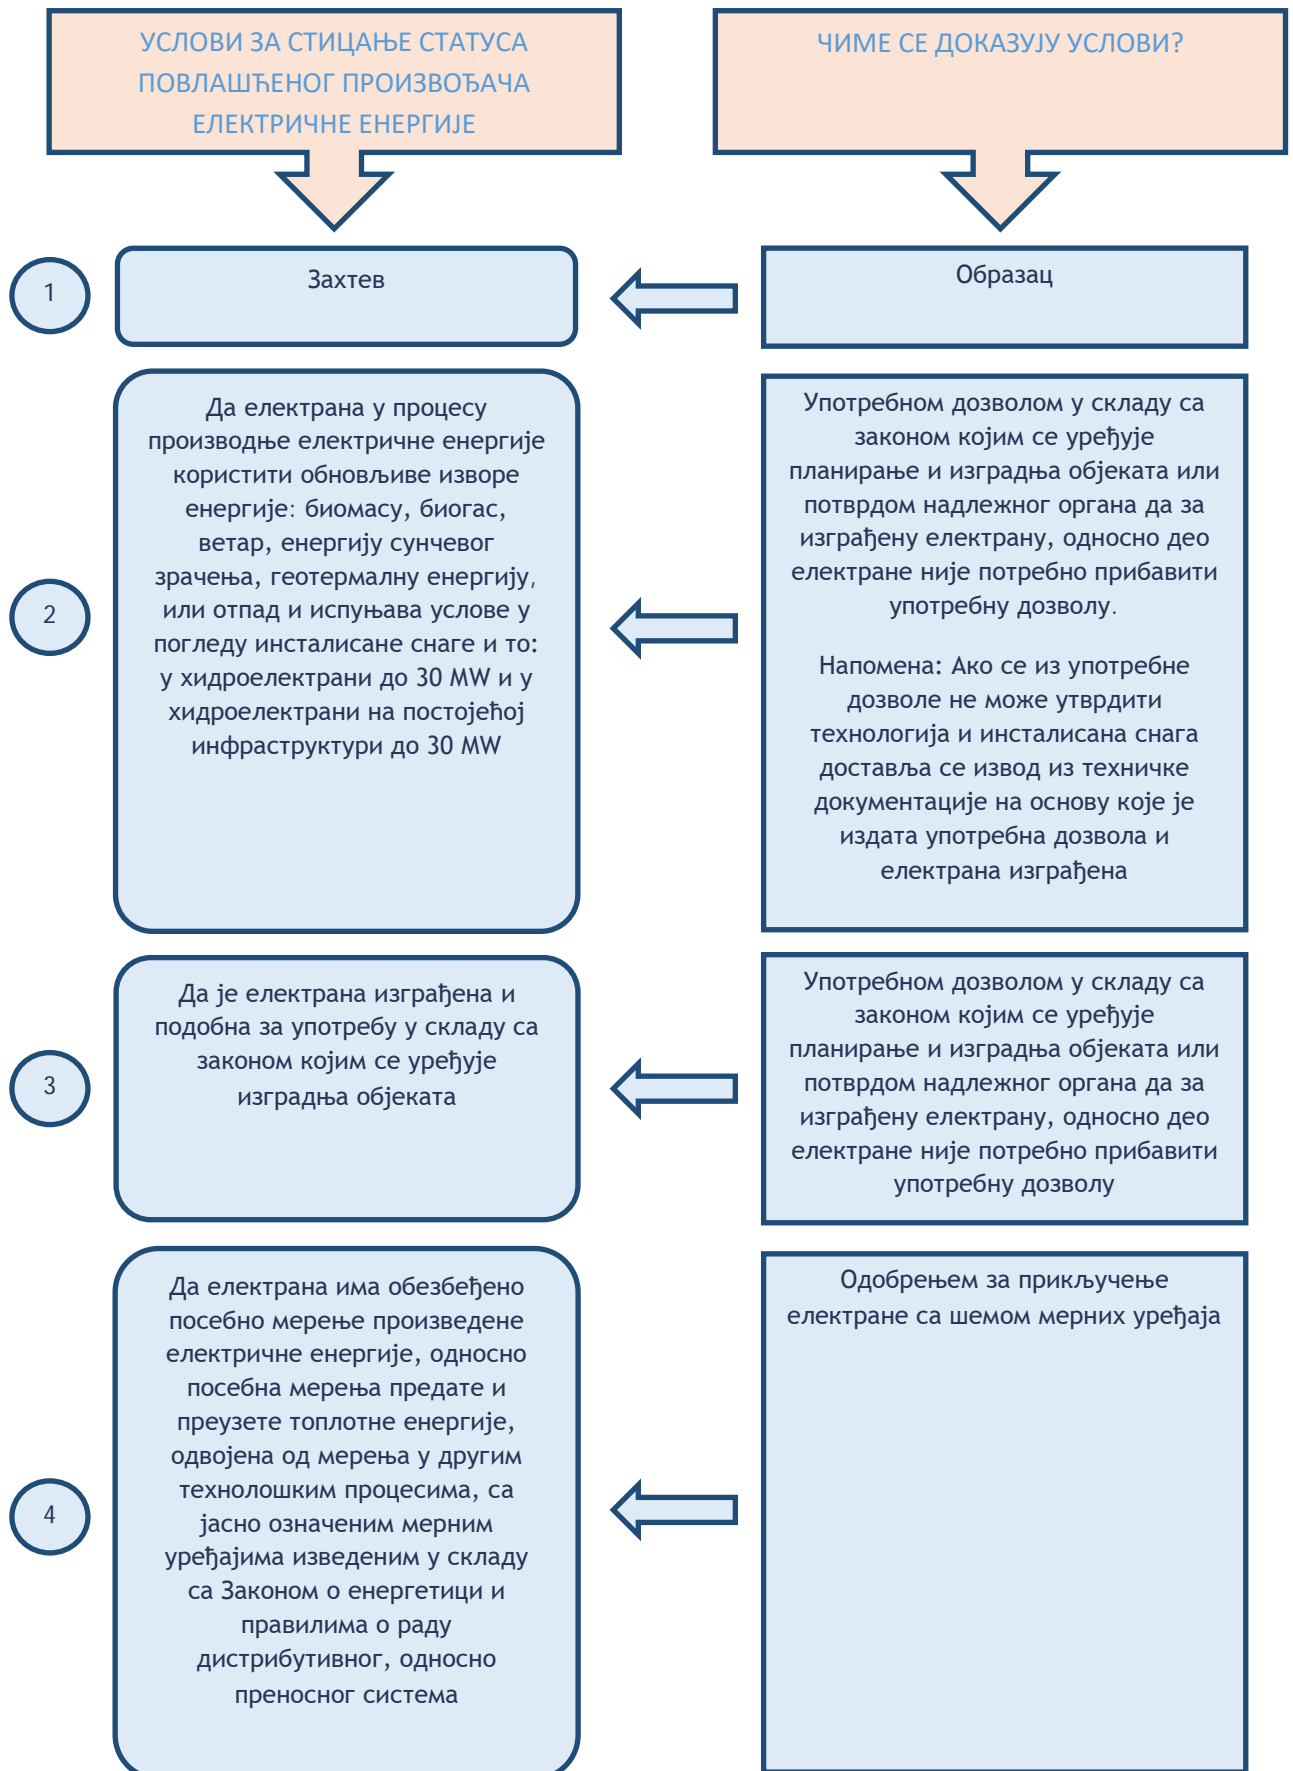 УСЛОВИ ЗА СТИЦАЊЕ СТАТУСА
ПОВЛАШЋЕНОГ ПРОИЗВОЂАЧА
ЕЛЕКТРИЧНЕ ЕНЕРГИЈЕ
ЧИМЕ СЕ ДОКАЗУЈУ УСЛОВИ?
1
Захтев
Образац
2
Да електрана у процесу
производње електричне енергије
користити обновљиве изворе
енергије: биомасу, биогас,
ветар, енергију сунчевог
зрачења, геотермалну енергију,
или отпад и испуњава услове у
погледу инсталисане снаге и то:
у хидроелектрани до 30 MW и у
хидроелектрани на постојећој
инфраструктури до 30 MW
Употребном дозволом у складу са
законом којим се уређује
планирање и изградња објеката или
потврдом надлежног органа да за
изграђену електрану, односно део
електране није потребно прибавити
употребну дозволу.
Напомена: Ако се из употребне
дозволе не може утврдити
технологија и инсталисана снага
доставља се извод из техничке
документације на основу које је
издата употребна дозвола и
електрана изграђена
3
Да је електрана изграђена и
подобна за употребу у складу са
законом којим се уређује
изградња објеката
Употребном дозволом у складу са
законом којим се уређује
планирање и изградња објеката или
потврдом надлежног органа да за
изграђену електрану, односно део
електране није потребно прибавити
употребну дозволу
4
Да електрана има обезбеђено
посебно мерење произведене
електричне енергије, односно
посебна мерења предате и
преузете топлотне енергије,
одвојена од мерења у другим
технолошким процесима, са
јасно означеним мерним
уређајима изведеним у складу
са Законом о енергетици и
правилима о раду
дистрибутивног, односно
преносног система
Одобрењем за прикључење
електране са шемом мерних уређаја